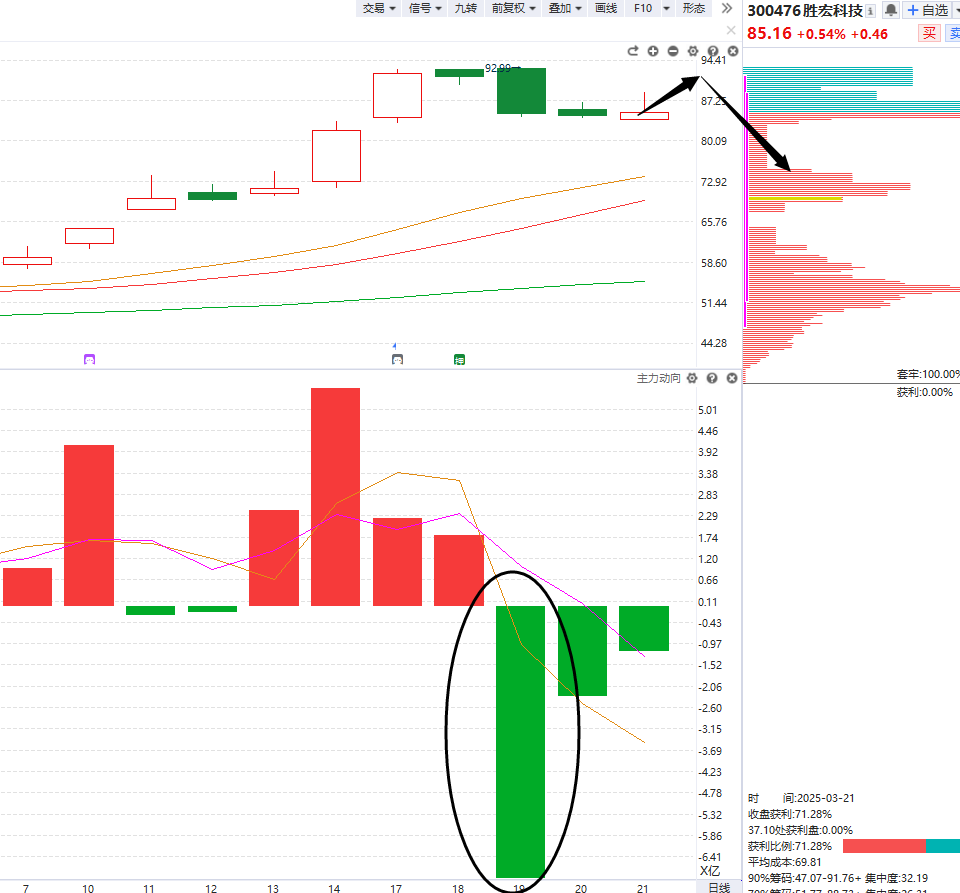 交易 信号 九转 前复权 叠加 画线 F10 形态
300476 胜宏科技 + 自选
85.16 +0.54% +0.46 买 卖
94.41
92.99
87.25
80.09
72.92
65.76
58.60
51.44
44.28
套牢:100.00%
获利:0.00%
主力动向
5.01
4.46
3.92
3.38
2.83
2.29
1.74
1.20
0.66
0.11
-0.43
-0.97
-1.52
-2.06
-2.60
-3.15
-3.69
-4.23
-4.78
-5.32
-5.86
-6.41
X亿
时 间:2025-03-21
收盘获利:71.28%
37.10处获利盘:0.00%
获利比例:71.28%
平均成本:69.81
90%筹码:47.07-91.76+ 集中度:32.19
7 10 11 12 13 14 17 18 19 20 21 日线